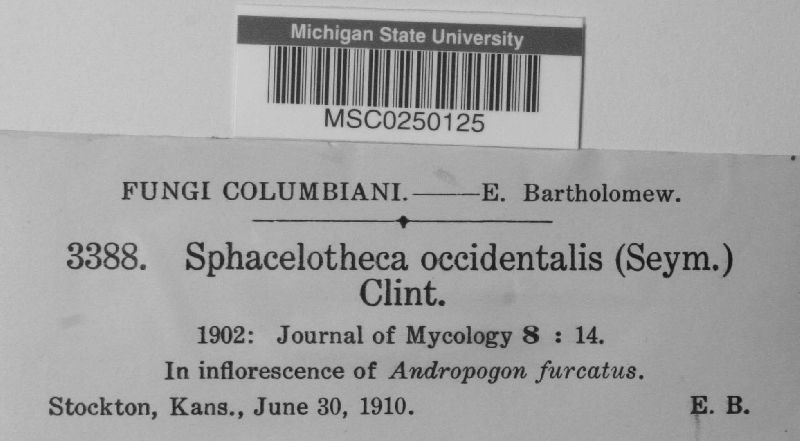 Michigan State University
MSC0250125
FUNGI COLUMBIANI.——E. Bartholomew.
3388. Sphacelotheca occidentalis (Seym.)
Clint.
1902: Journal of Mycology 8 : 14.
In inflorescence of Andropogon furcatus.
Stockton, Kans., June 30, 1910. E. B.